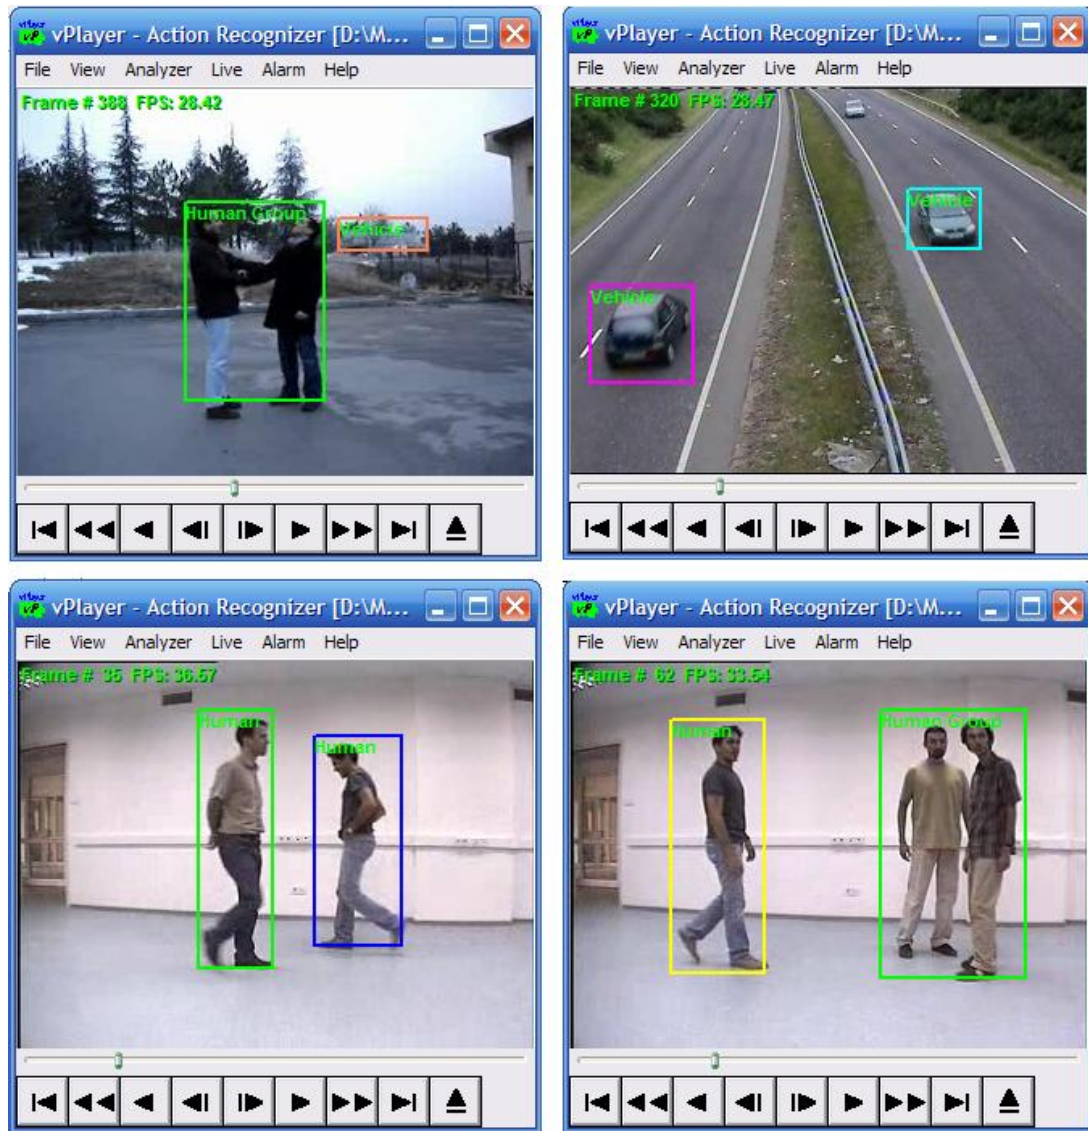 vPlayer - Action Recognizer [D:\M...
File View Analyzer Live Alarm Help
Frame # 388 FPS: 28.42
Human Group
Vehicle
vPlayer - Action Recognizer [D:\M...
File View Analyzer Live Alarm Help
Frame # 320 FPS: 28.47
Vehicle
Vehicle
vPlayer - Action Recognizer [D:\M...
File View Analyzer Live Alarm Help
Frame # 35 FPS: 36.57
Human
Human
vPlayer - Action Recognizer [D:\M...
File View Analyzer Live Alarm Help
Frame # 62 FPS: 33.54
Human
Human Group